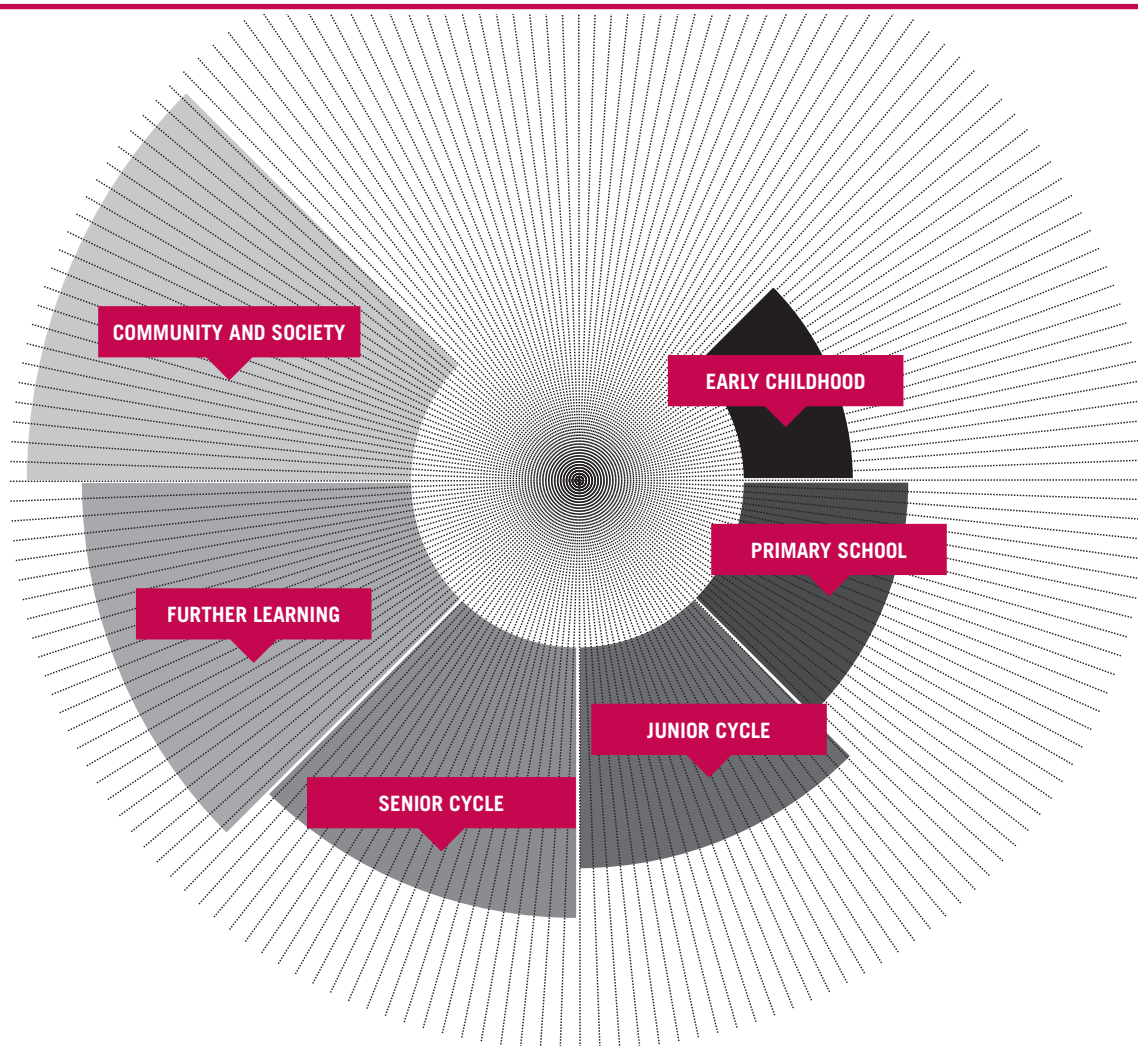 COMMUNITY AND SOCIETY
EARLY CHILDHOOD
PRIMARY SCHOOL
FURTHER LEARNING
JUNIOR CYCLE
SENIOR CYCLE